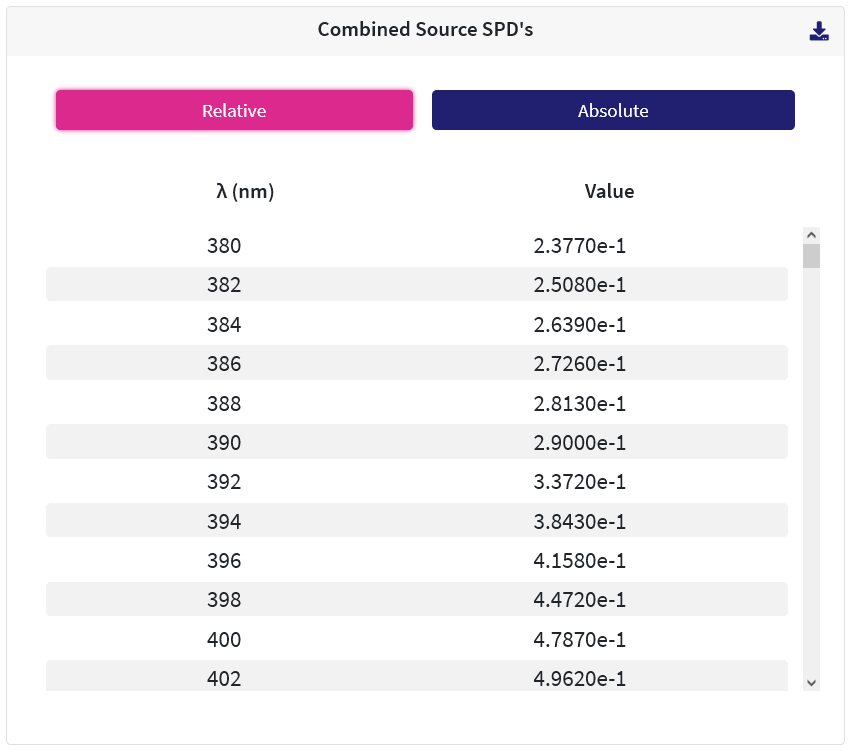 Combined Source SPD's
Relative Absolute
λ (nm) Value
380 2.3770e-1
382 2.5080e-1
384 2.6390e-1
386 2.7260e-1
388 2.8130e-1
390 2.9000e-1
392 3.3720e-1
394 3.8430e-1
396 4.1580e-1
398 4.4720e-1
400 4.7870e-1
402 4.9620e-1